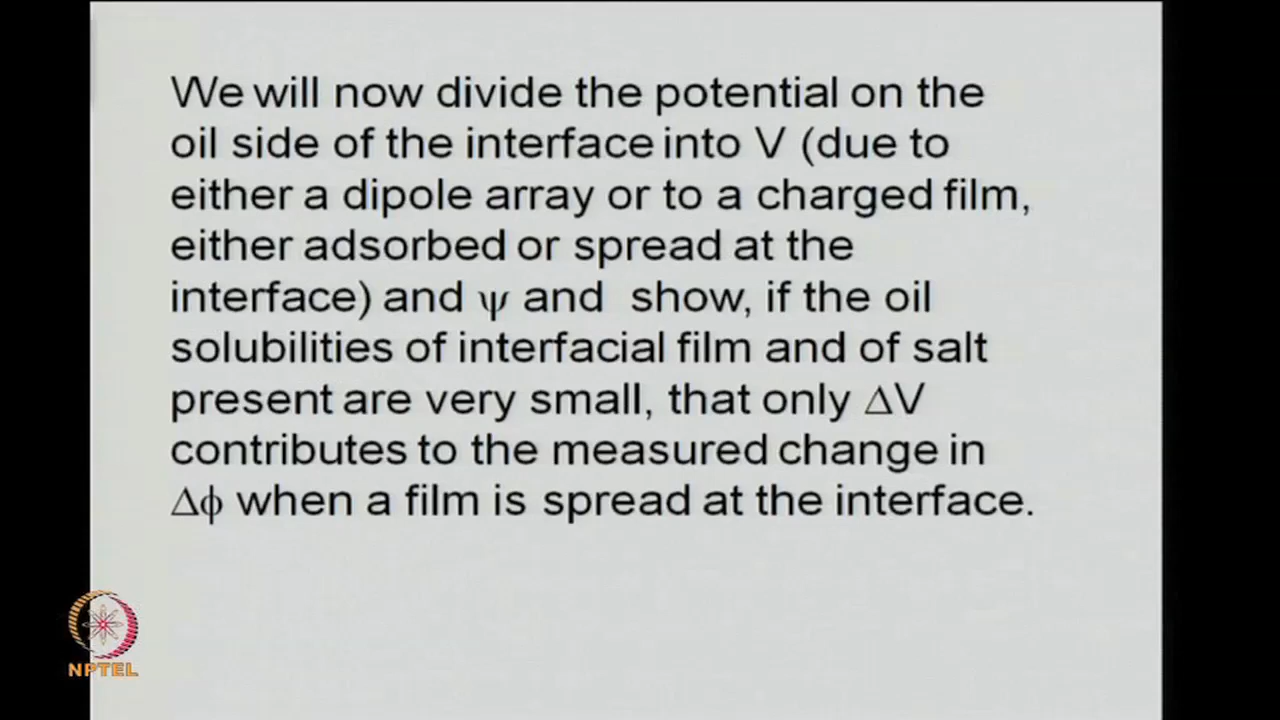 We will now divide the potential on the
oil side of the interface into V (due to
either a dipole array or to a charged film,
either adsorbed or spread at the
interface) and ψ and show, if the oil
solubilities of interfacial film and of salt
present are very small, that only ΔV
contributes to the measured change in
Δϕ when a film is spread at the interface.
NPTEL